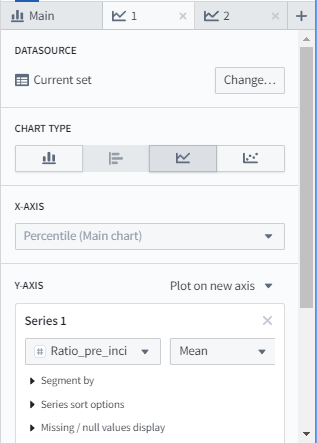 Main 1 2
DATASOURCE
Current set Change...
CHART TYPE
X-AXIS
Percentile (Main chart)
Y-AXIS Plot on new axis
Series 1
# Ratio_pre_inci Mean
Segment by
Series sort options
Missing / null values display